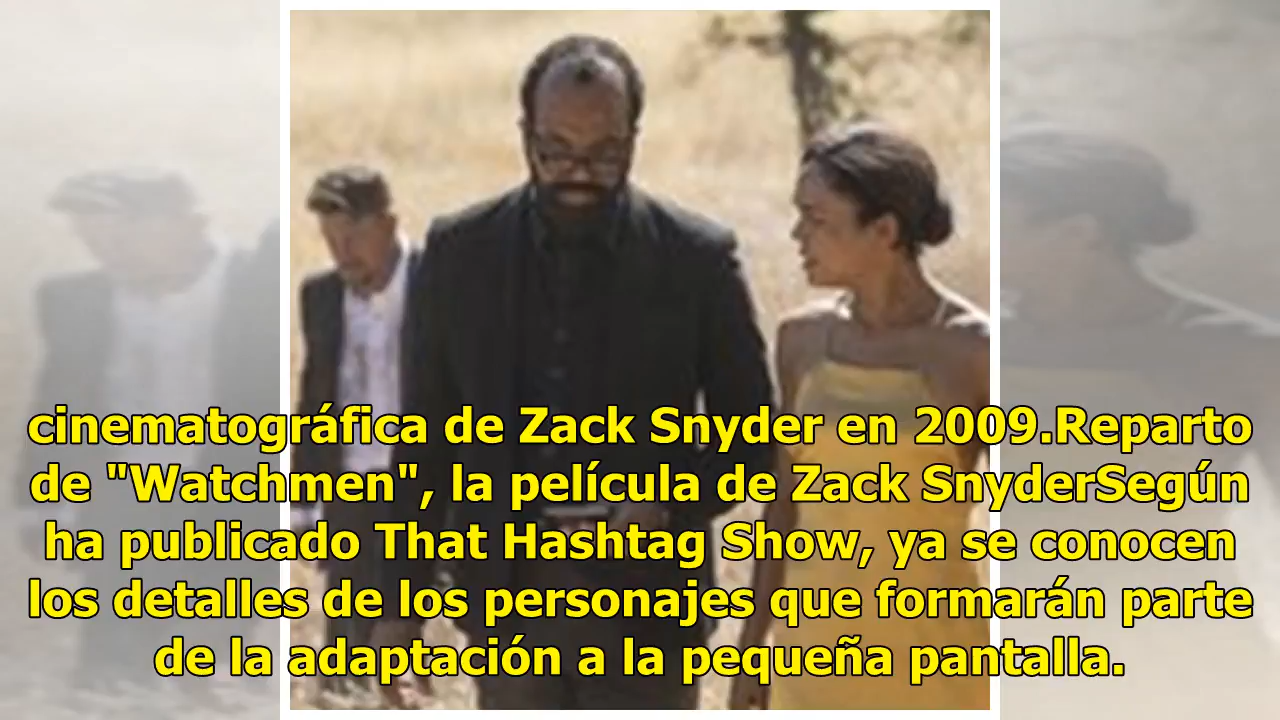 cinematográfica de Zack Snyder en 2009.Reparto
de "Watchmen", la película de Zack SnyderSegún
ha publicado That Hashtag Show, ya se conocen
los detalles de los personajes que formarán parte
de la adaptación a la pequeña pantalla.